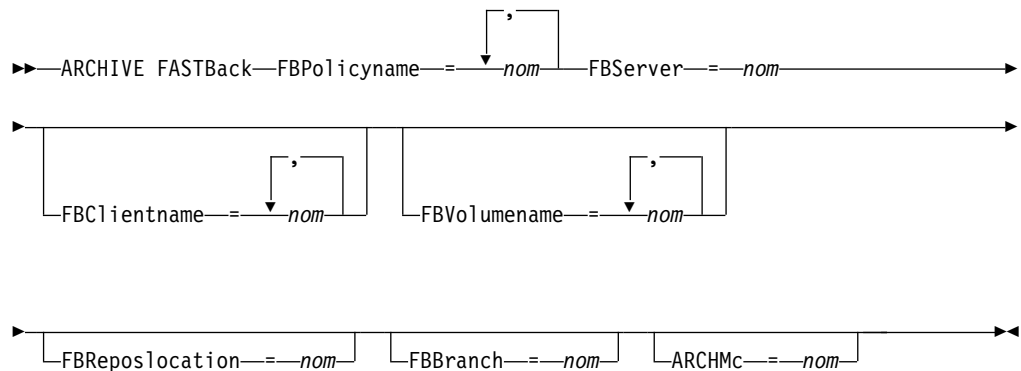 ,
ARCHIVE FASTBack FBPolicyname = nom FBServer = nom
, ,
FBClientname = nom FBVolumename = nom
FBReposlocation = nom FBBranch = nom ARCHMc = nom